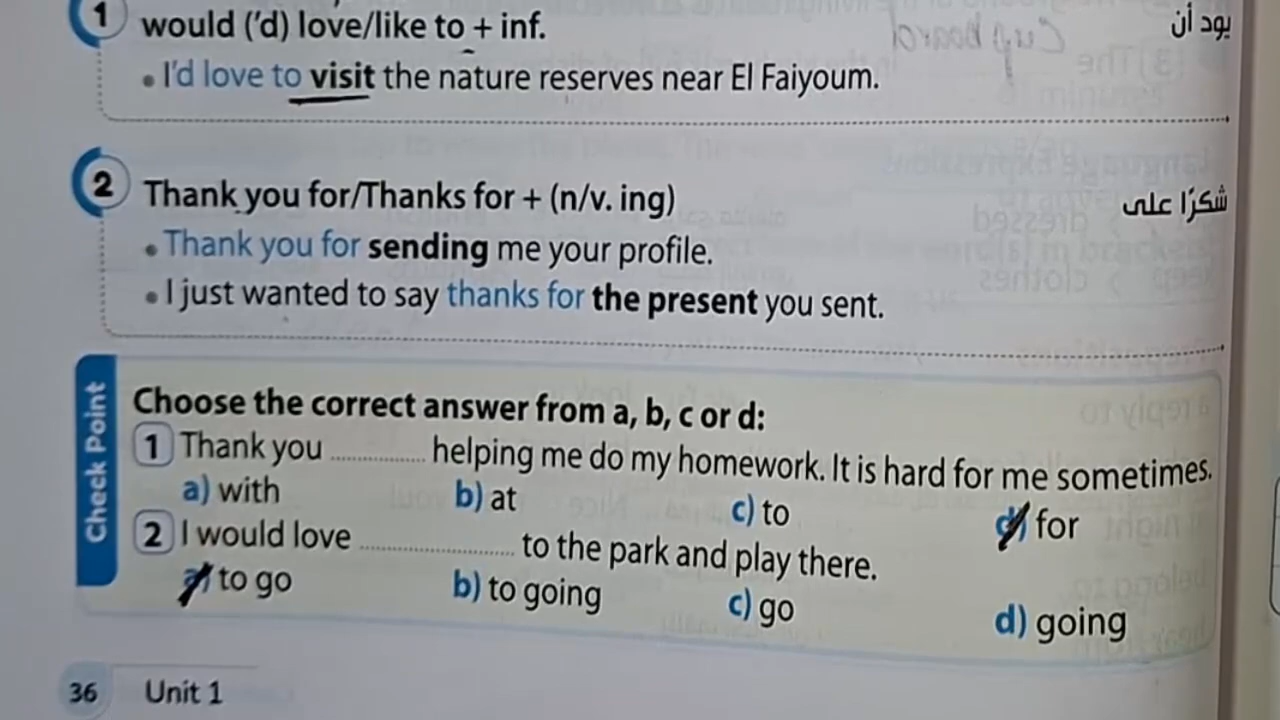 1 would ('d) love/like to + inf. يود أن
• I'd love to visit the nature reserves near El Faiyoum.
2 Thank you for/Thanks for + (n/v. ing) شكرًا على
• Thank you for sending me your profile.
• I just wanted to say thanks for the present you sent.
Check Point
Choose the correct answer from a, b, c or d:
1 Thank you .................... helping me do my homework. It is hard for me sometimes.
a) with b) at c) to d) for
2 I would love .............................. to the park and play there.
a) to go b) to going c) go d) going
36 Unit 1